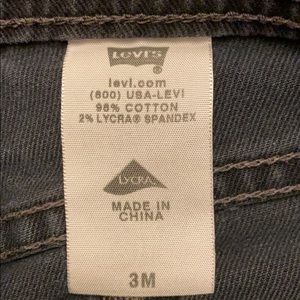 Levi's
levi.com
(800) USA-LEVI
98% COTTON
2% LYCRA® SPANDEX
LYCRA
MADE IN
CHINA
3M